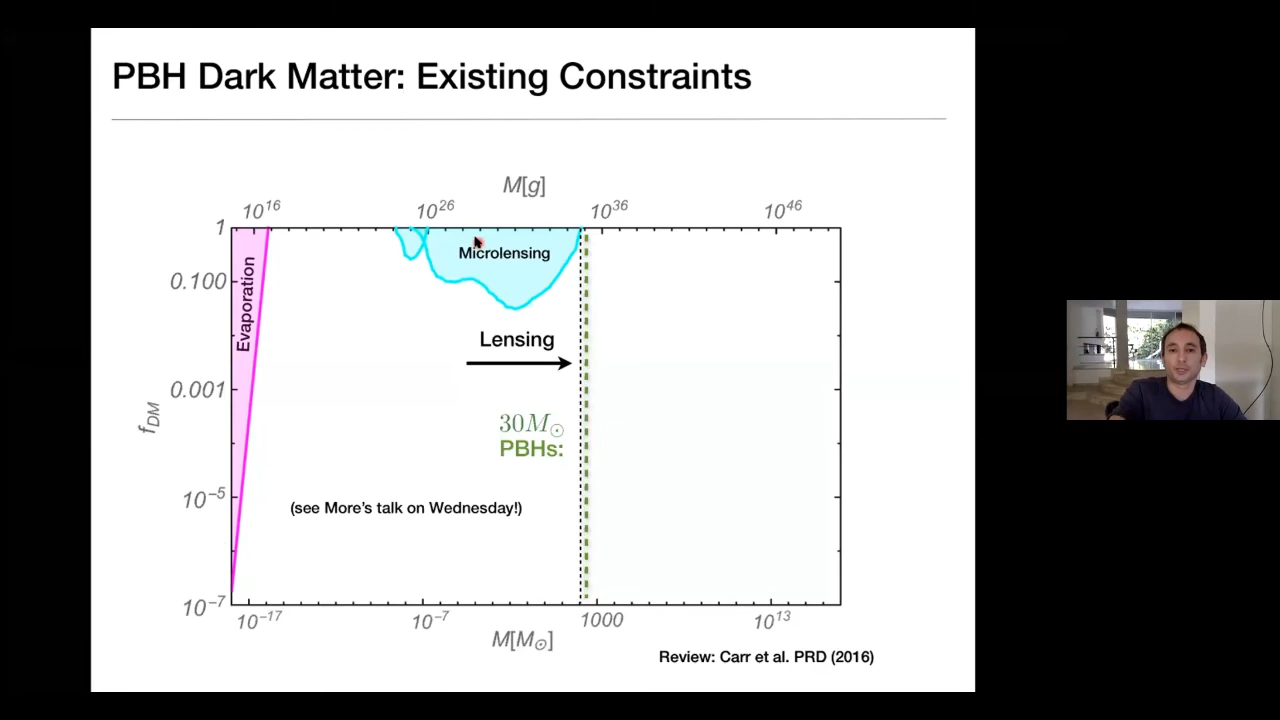 PBH Dark Matter: Existing Constraints
M[g]
10^16 10^26 10^36 10^46
1
0.100
0.001
10^-5
10^-7
f_DM
Evaporation
Microlensing
Lensing
30M_⊙
PBHs:
(see More's talk on Wednesday!)
10^-17 10^-7 1000 10^13
M[M_⊙]
Review: Carr et al. PRD (2016)